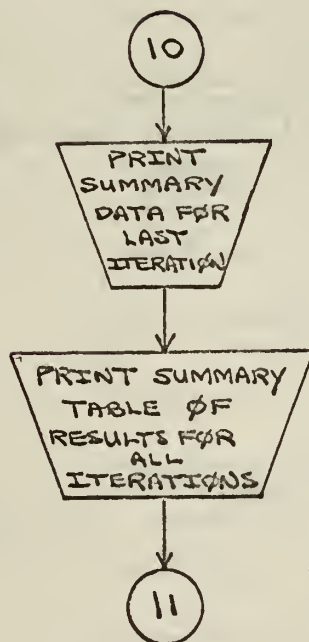 10
PRINT
SUMMARY
DATA FØR
LAST
ITERATIØN
PRINT SUMMARY
TABLE ØF
RESULTS FØR
ALL
ITERATIØNS
11